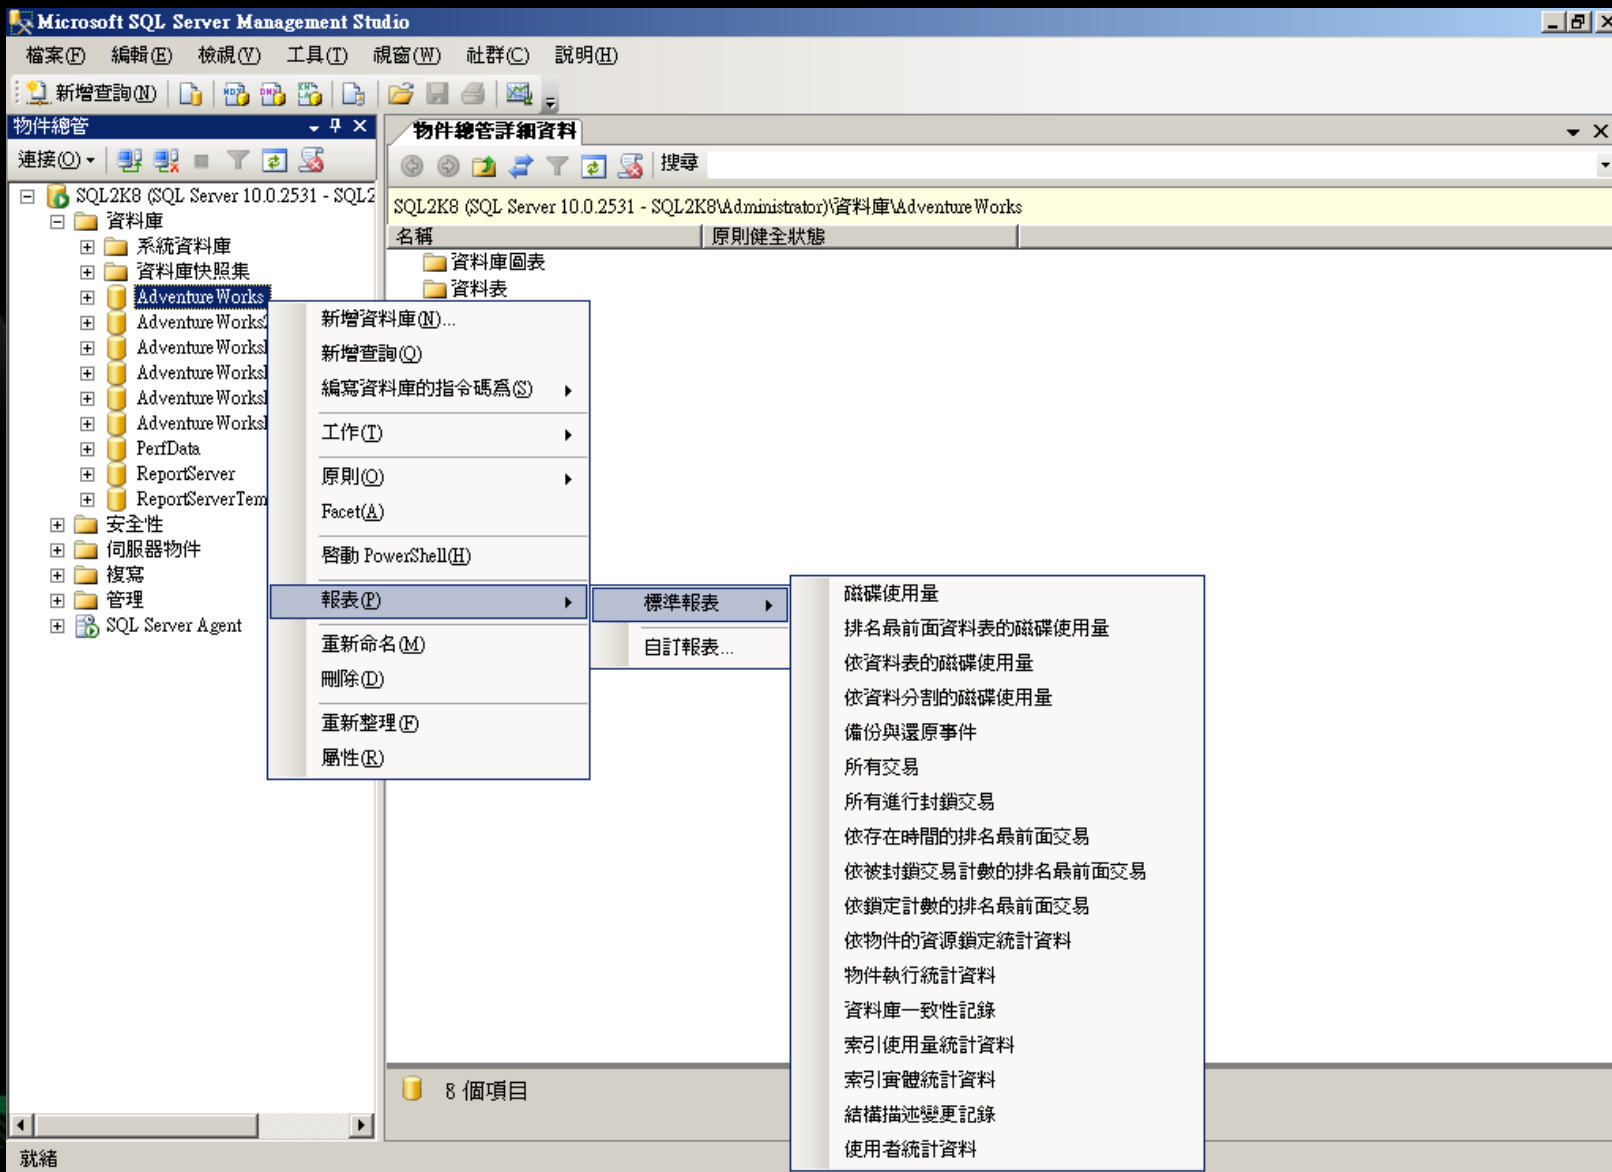 Microsoft SQL Server Management Studio
檔案(F) 編輯(E) 檢視(V) 工具(T) 視窗(W) 社群(C) 說明(H)
新增查詢(N)
物件總管
連接(O)
SQL2K8 (SQL Server 10.0.2531 - SQL2
資料庫
系統資料庫
資料庫快照集
AdventureWorks
AdventureWorks2
AdventureWorksl
AdventureWorksl
AdventureWorksl
AdventureWorksl
PerfData
ReportServer
ReportServerTem
安全性
伺服器物件
複寫
管理
SQL Server Agent
物件總管詳細資料
搜尋
SQL2K8 (SQL Server 10.0.2531 - SQL2K8\Administrator)\資料庫\AdventureWorks
名稱 原則健全狀態
資料庫圖表
資料表
新增資料庫(N)...
新增查詢(Q)
編寫資料庫的指令碼為(S)
工作(T)
原則(O)
Facet(A)
啟動 PowerShell(H)
報表(P)
重新命名(M)
刪除(D)
重新整理(F)
屬性(R)
標準報表
自訂報表...
磁碟使用量
排名最前面資料表的磁碟使用量
依資料表的磁碟使用量
依資料分割的磁碟使用量
備份與還原事件
所有交易
所有進行封鎖交易
依存在時間的排名最前面交易
依被封鎖交易計數的排名最前面交易
依鎖定計數的排名最前面交易
依物件的資源鎖定統計資料
物件執行統計資料
資料庫一致性記錄
索引使用量統計資料
索引實體統計資料
結構描述變更記錄
使用者統計資料
8 個項目
就緒